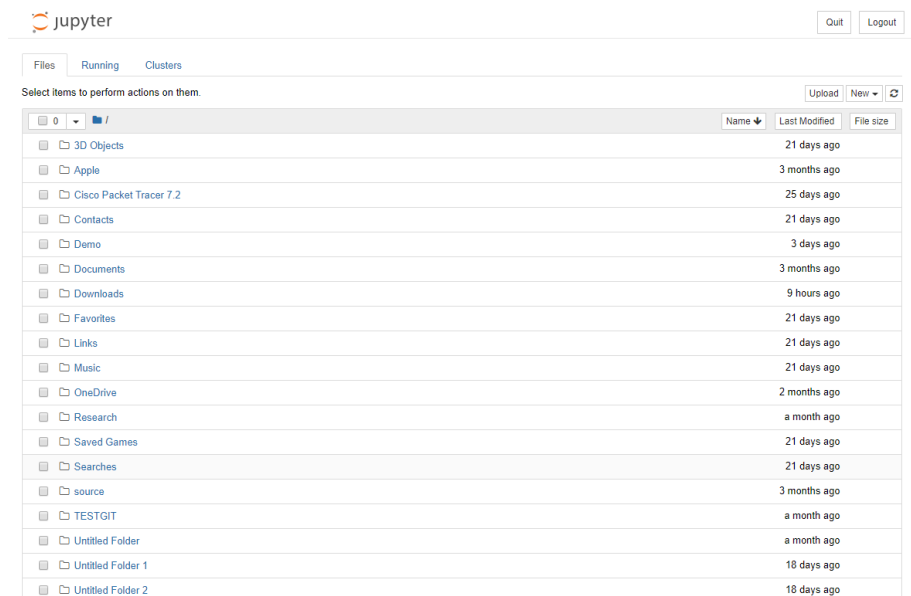 jupyter
Quit Logout
Files Running Clusters
Select items to perform actions on them.
Upload New
0 /
Name Last Modified File size
3D Objects 21 days ago
Apple 3 months ago
Cisco Packet Tracer 7.2 25 days ago
Contacts 21 days ago
Demo 3 days ago
Documents 3 months ago
Downloads 9 hours ago
Favorites 21 days ago
Links 21 days ago
Music 21 days ago
OneDrive 2 months ago
Research a month ago
Saved Games 21 days ago
Searches 21 days ago
source 3 months ago
TESTGIT a month ago
Untitled Folder a month ago
Untitled Folder 1 18 days ago
Untitled Folder 2 18 days ago